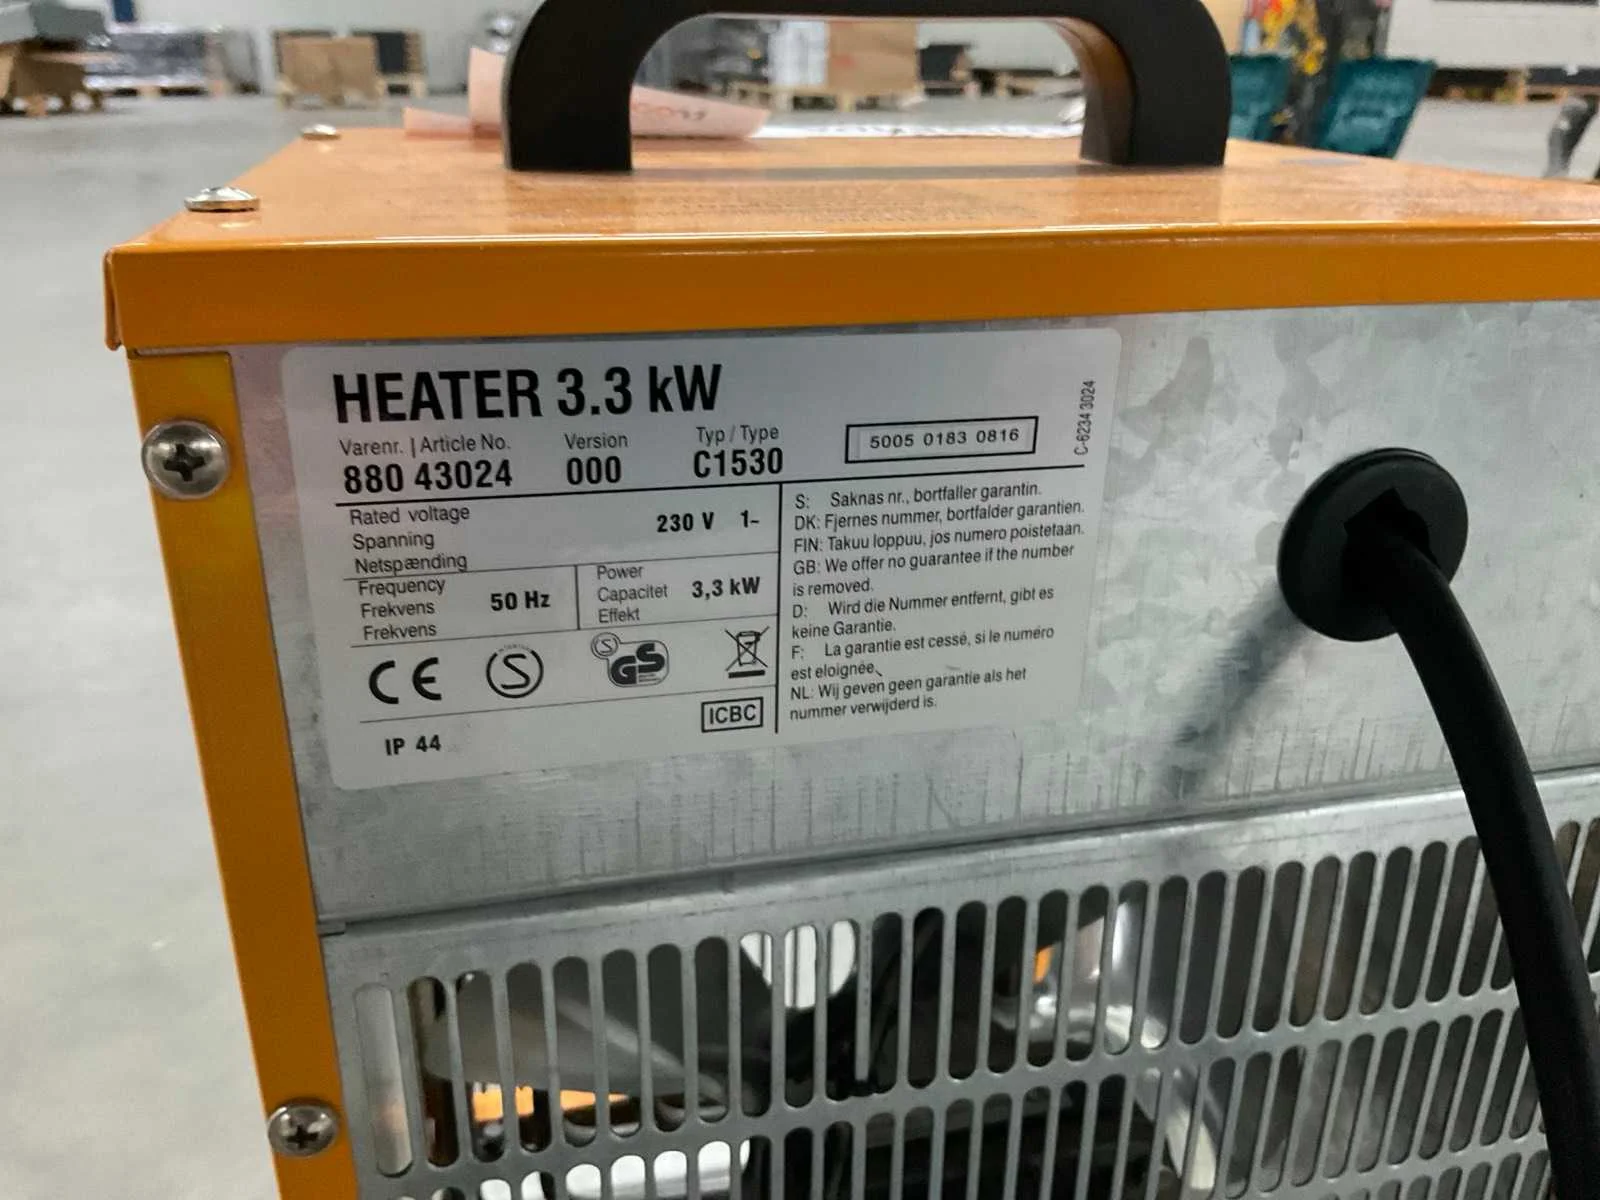 HEATER 3.3 kW
Varenr. | Article No. Version Typ / Type
880 43024 000 C1530
5005 0183 0816
C-6234 3024
Rated voltage
Spanning
Netspænding
230 V 1~
Frequency
Frekvens
Frekvens
50 Hz
Power
Capacitet
Effekt
3,3 kW
CE
S
S GS
ICBC
IP 44
S: Saknas nr., bortfaller garantin.
DK: Fjernes nummer, bortfalder garantien.
FIN: Takuu loppuu, jos numero poistetaan.
GB: We offer no guarantee if the number
is removed.
D: Wird die Nummer entfernt, gibt es
keine Garantie.
F: La garantie est cessé, si le numéro
est eloignée.
NL: Wij geven geen garantie als het
nummer verwijderd is.